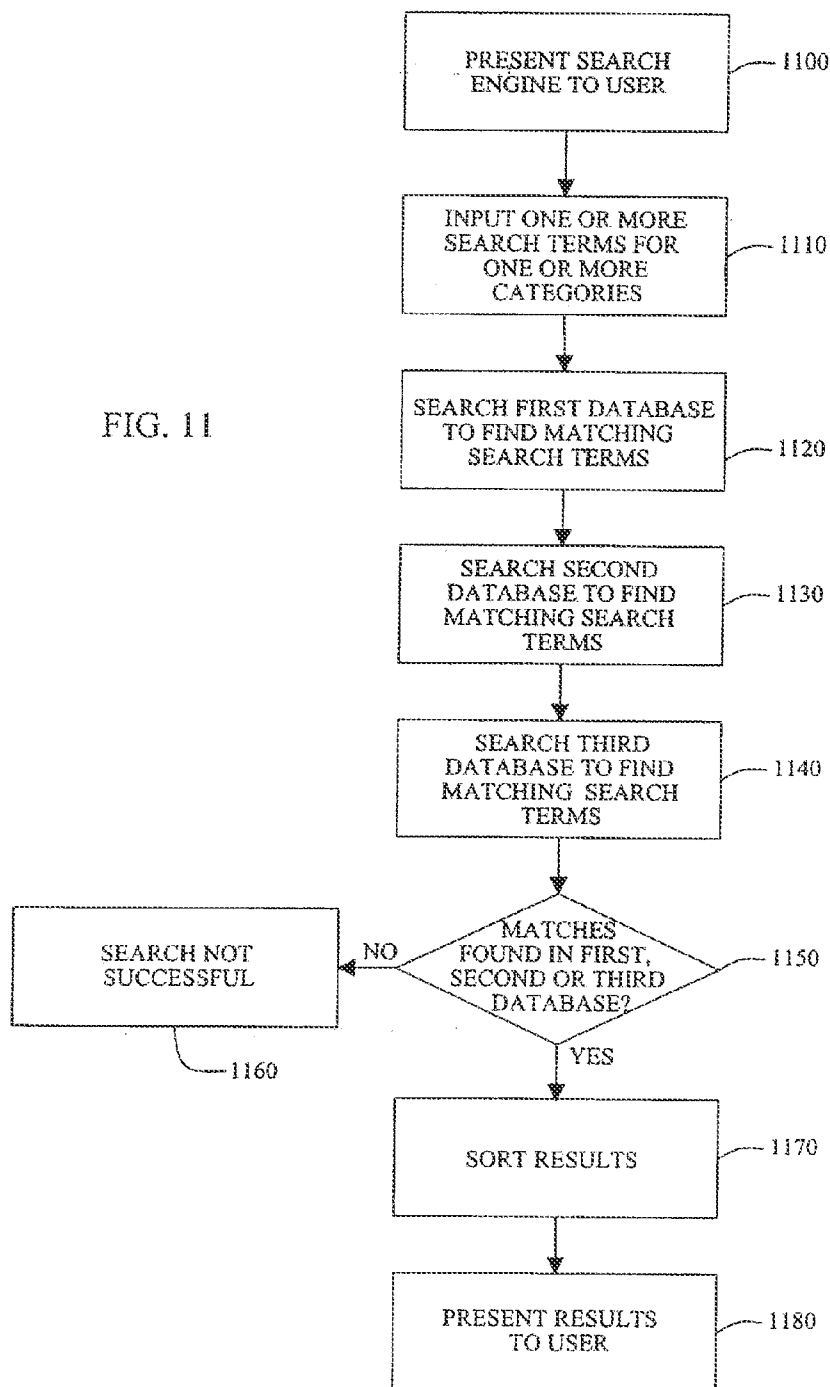 PRESENT SEARCH
ENGINE TO USER
1100
INPUT ONE OR MORE
SEARCH TERMS FOR
ONE OR MORE
CATEGORIES
1110
FIG. 11
SEARCH FIRST DATABASE
TO FIND MATCHING
SEARCH TERMS
1120
SEARCH SECOND
DATABASE TO FIND
MATCHING SEARCH
TERMS
1130
SEARCH THIRD
DATABASE TO FIND
MATCHING SEARCH
TERMS
1140
MATCHES
FOUND IN FIRST,
SECOND OR THIRD
DATABASE?
1150
NO
SEARCH NOT
SUCCESSFUL
1160
YES
SORT RESULTS
1170
PRESENT RESULTS
TO USER
1180